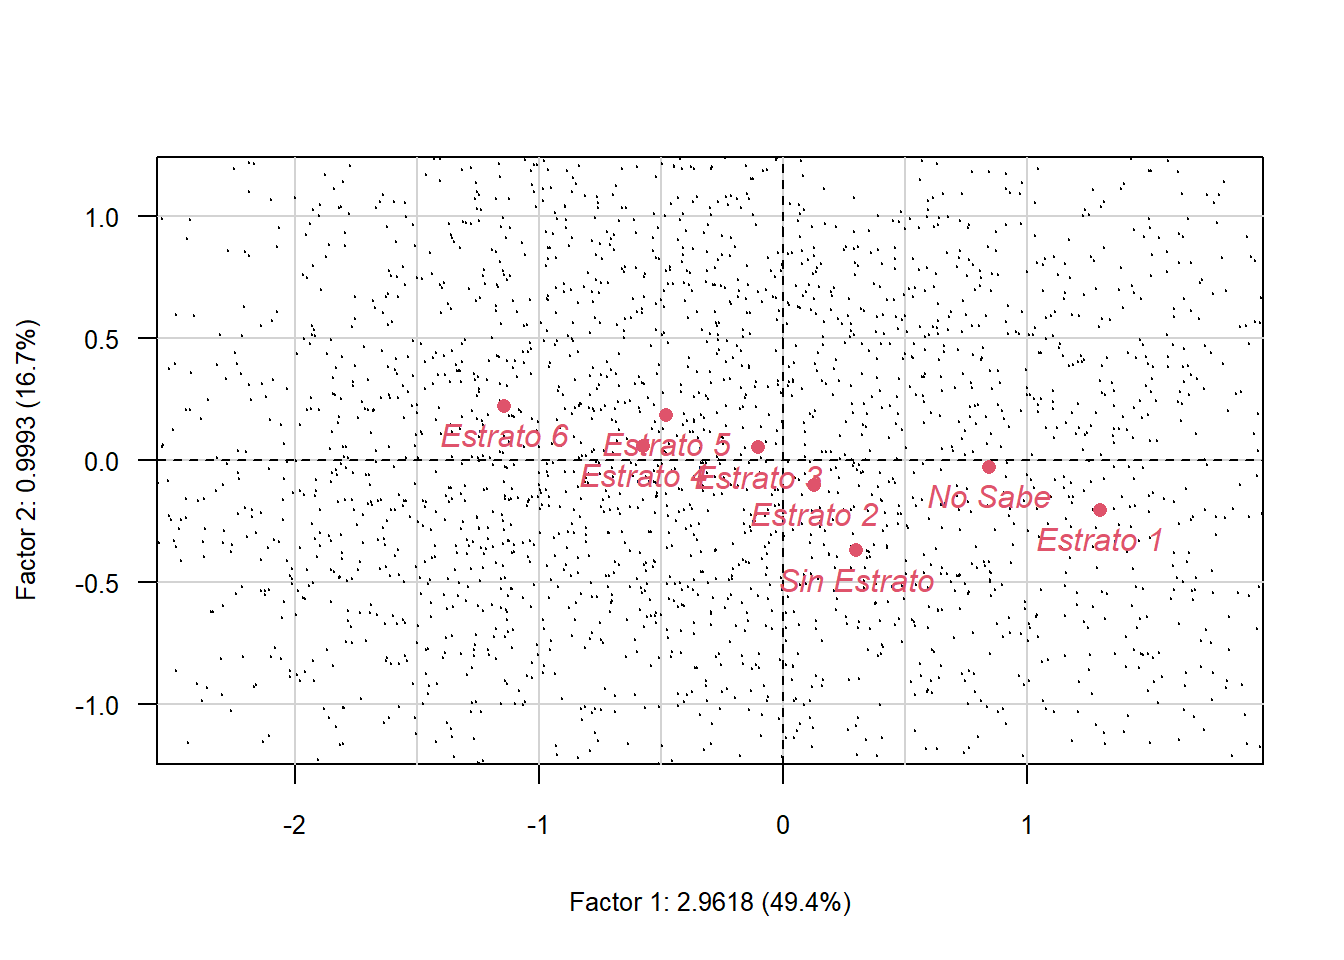 1.0
0.5
0.0
-0.5
-1.0
Factor 2: 0.9993 (16.7%)
Estrato 6
Estrato 5
Estrato 4
Estrato 3
Estrato 2
No Sabe
Estrato 1
Sin Estrato
-2
-1
0
1
Factor 1: 2.9618 (49.4%)